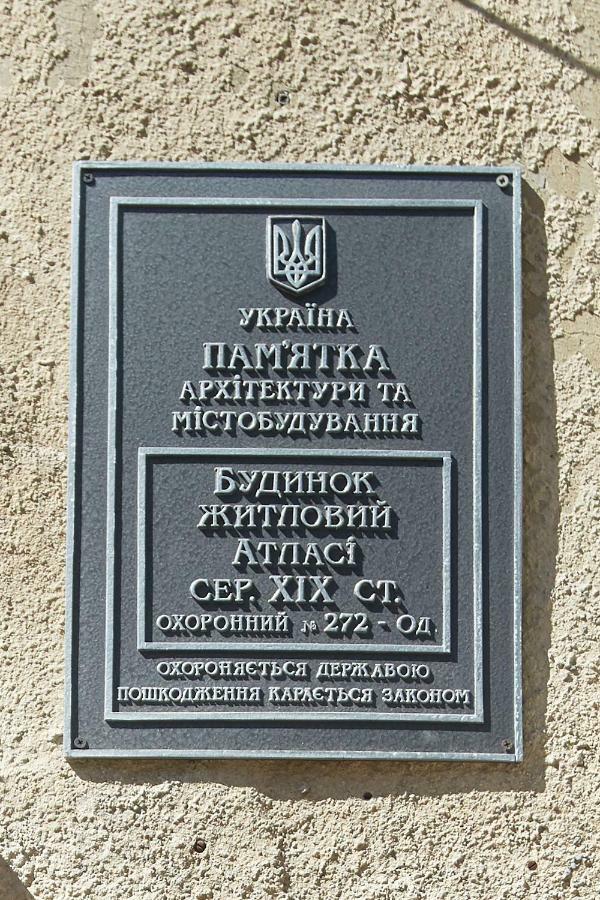 Україна
Пам'ятка
архітектури та
містобудування
Будинок
житловий
Атласі
сер. XIX ст.
охоронний № 272 - Од.
охороняється державою
пошкодження карається законом